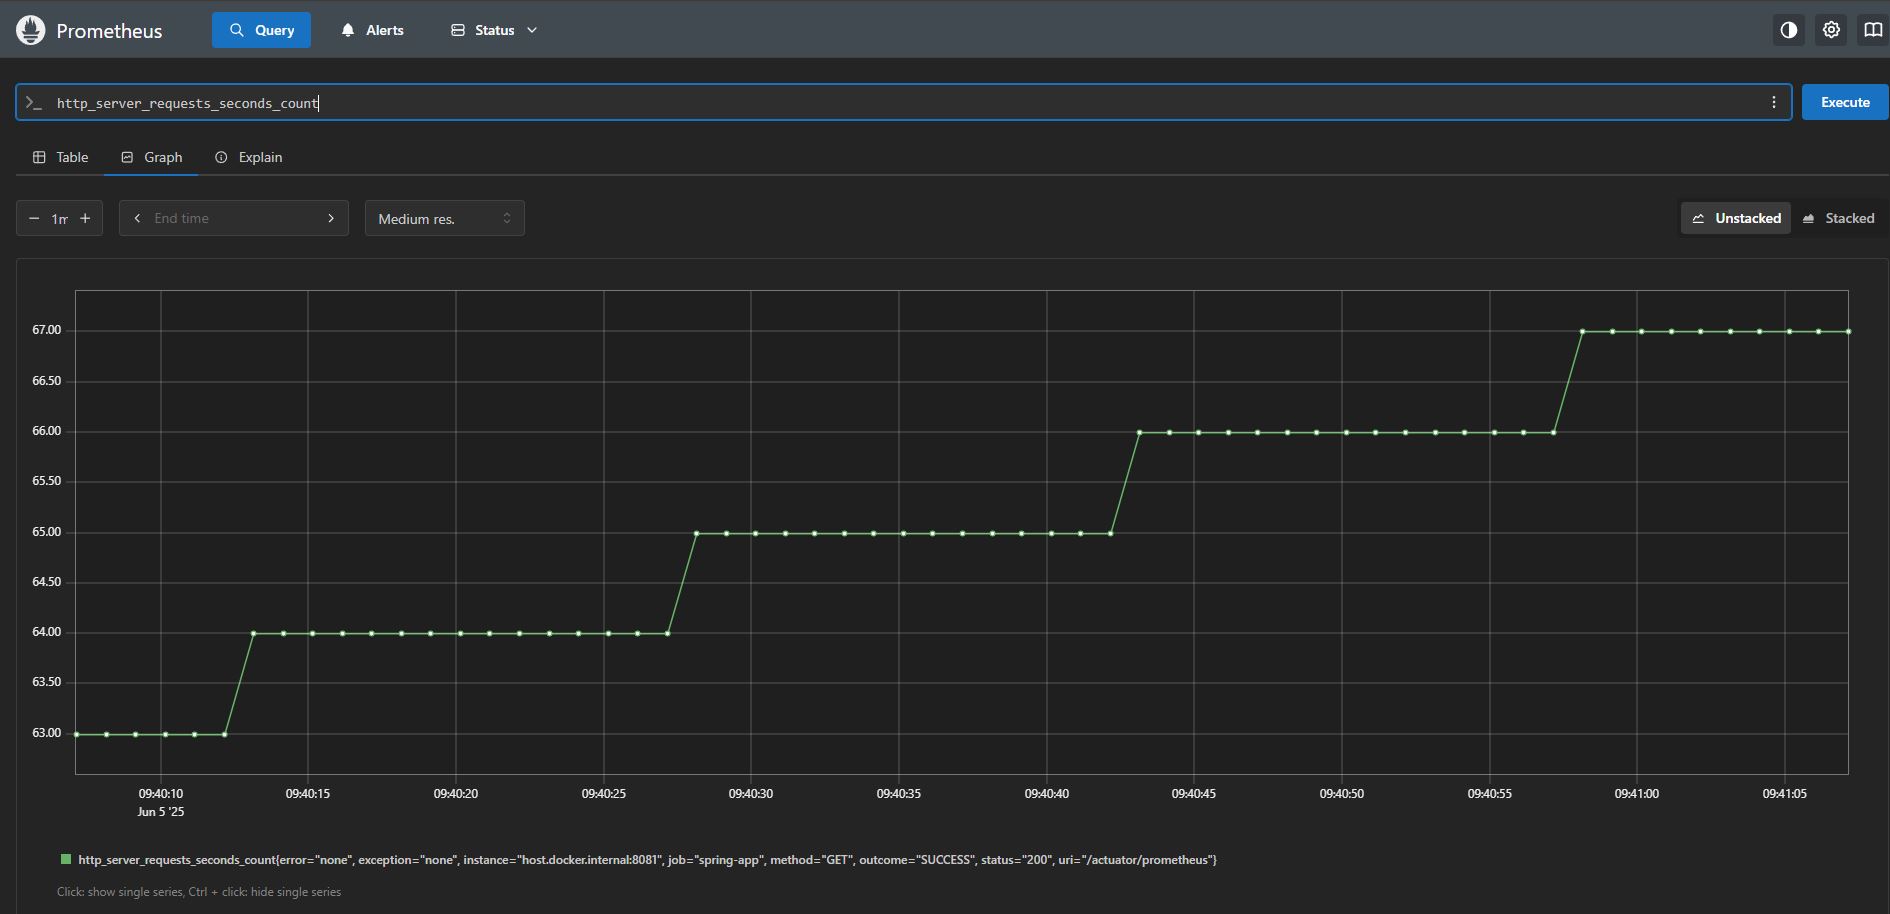 Prometheus Query Alerts Status
http_server_requests_seconds_count Execute
Table Graph Explain
1m End time Medium res. Unstacked Stacked
67.00
66.50
66.00
65.50
65.00
64.50
64.00
63.50
63.00
09:40:10 09:40:15 09:40:20 09:40:25 09:40:30 09:40:35 09:40:40 09:40:45 09:40:50 09:40:55 09:41:00 09:41:05
Jun 5 '25
http_server_requests_seconds_count{error="none", exception="none", instance="host.docker.internal:8081", job="spring-app", method="GET", outcome="SUCCESS", status="200", uri="/actuator/prometheus"}
Click: show single series, Ctrl + click: hide single series